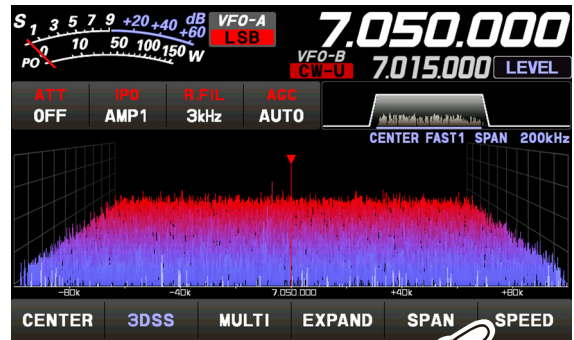 S 1 3 5 7 9 +20 +40 +60 dB
PO 0 10 50 100 150 W
VFO-A
LSB
7.050.000
VFO-B
CW-U 7.015.000 LEVEL
ATT IPO R.FIL AGC
OFF AMP1 3kHz AUTO
CENTER FAST1 SPAN 200kHz
-80k -40k 7.050.000 +40k +80k
CENTER 3DSS MULTI EXPAND SPAN SPEED